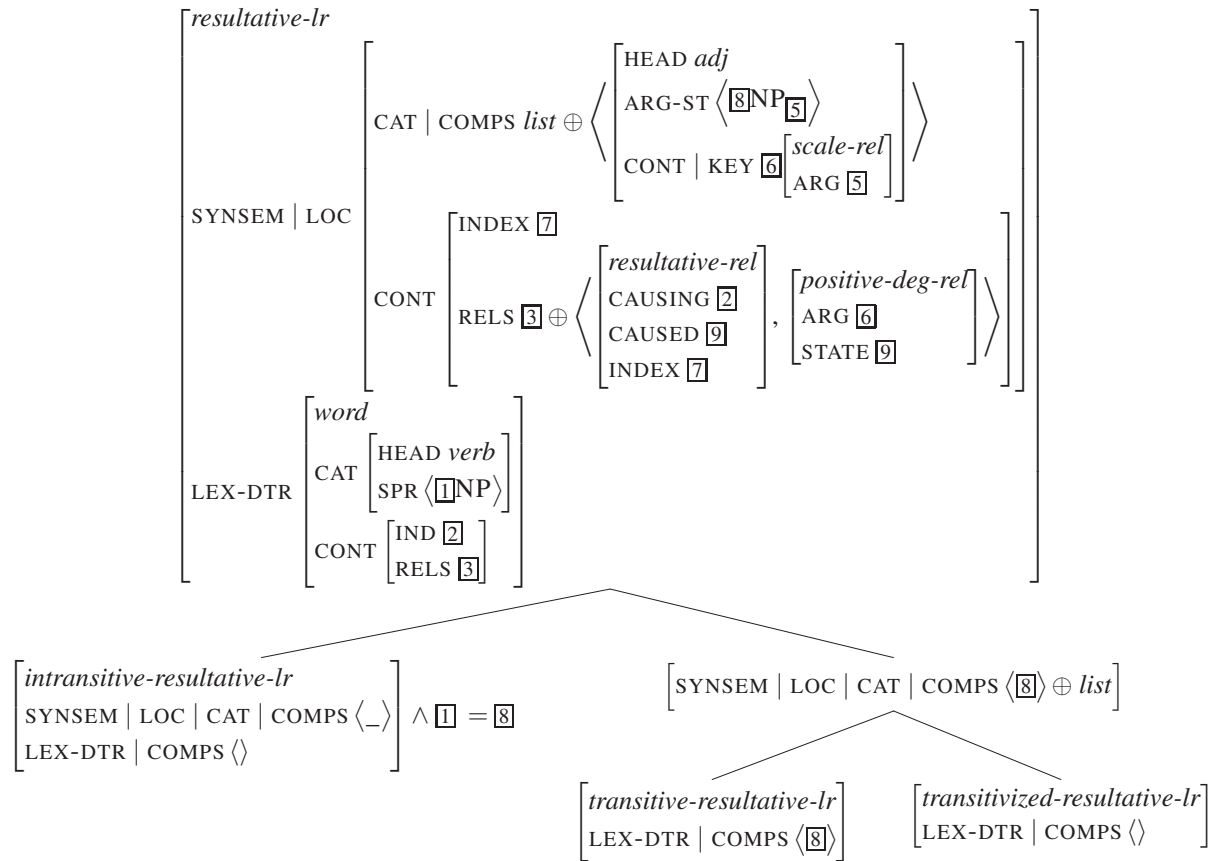 resultative-lr
SYNSEM | LOC
CAT | COMPS list ⊕ ⟨
HEAD adj
ARG-ST ⟨ 8 NP 5 ⟩
CONT | KEY 6
scale-rel
ARG 5
⟩
CONT
INDEX 7
RELS 3 ⊕ ⟨
resultative-rel
CAUSING 2
CAUSED 9
INDEX 7
,
positive-deg-rel
ARG 6
STATE 9
⟩
LEX-DTR
word
CAT
HEAD verb
SPR ⟨ 1 NP ⟩
CONT
IND 2
RELS 3
intransitive-resultative-lr
SYNSEM | LOC | CAT | COMPS ⟨_⟩
LEX-DTR | COMPS ⟨⟩
∧ 1 = 8
SYNSEM | LOC | CAT | COMPS ⟨ 8 ⟩ ⊕ list
transitive-resultative-lr
LEX-DTR | COMPS ⟨ 8 ⟩
transitivized-resultative-lr
LEX-DTR | COMPS ⟨⟩